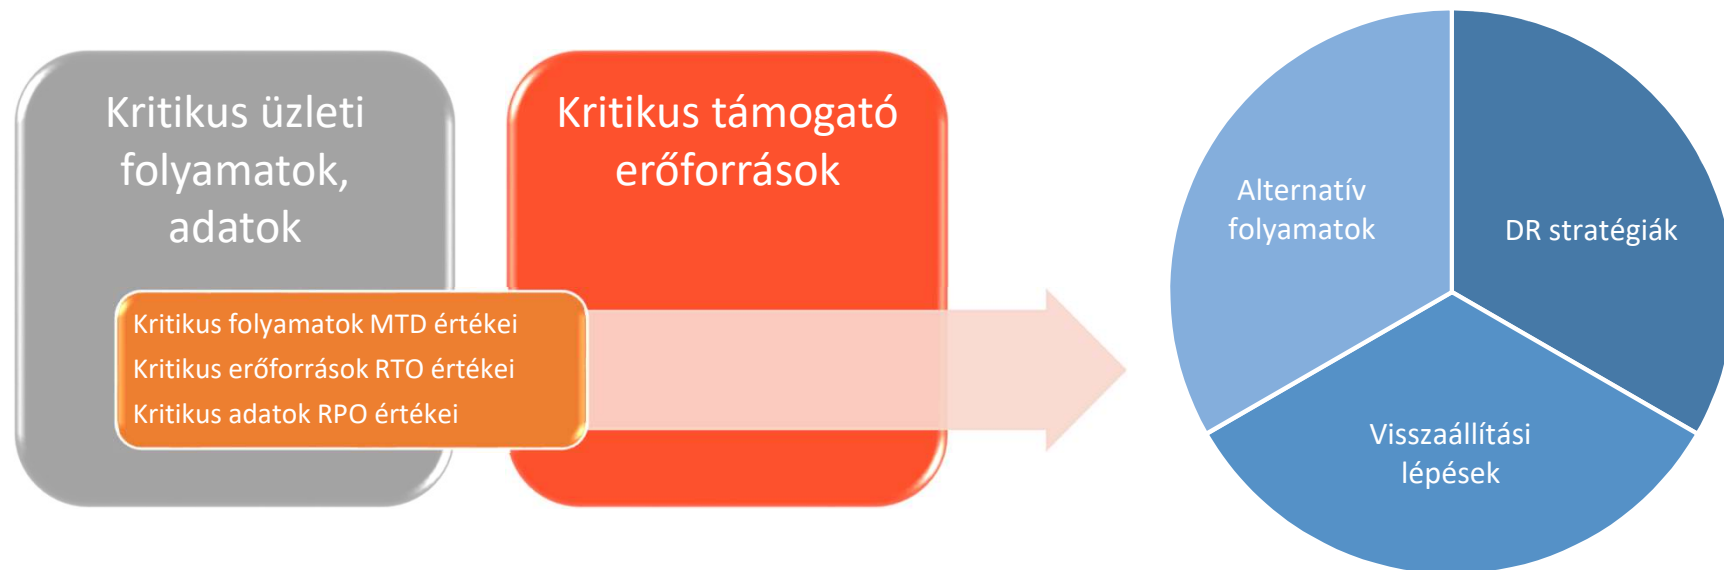 Kritikus üzleti
folyamatok,
adatok
Kritikus támogató
erőforrások
Kritikus folyamatok MTD értékei
Kritikus erőforrások RTO értékei
Kritikus adatok RPO értékei
Alternatív
folyamatok
DR stratégiák
Visszaállítási
lépések